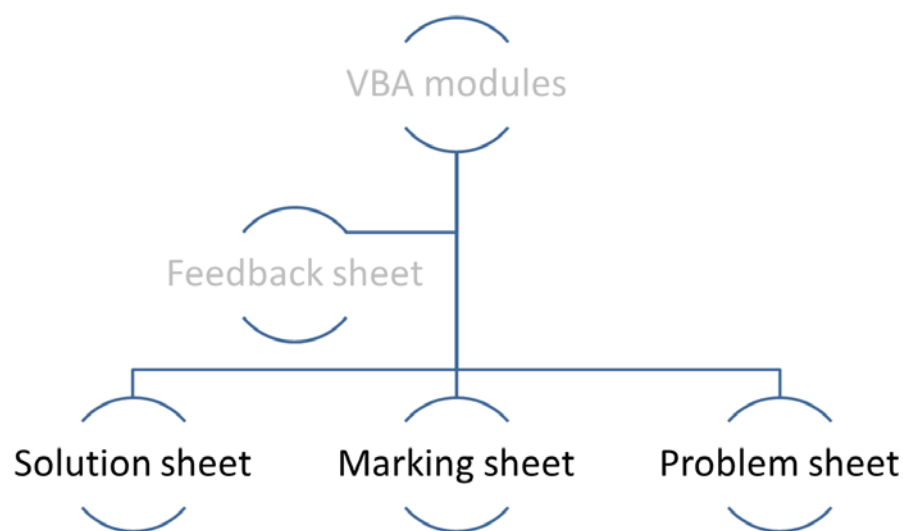 VBA modules
Feedback sheet
Solution sheet
Marking sheet
Problem sheet